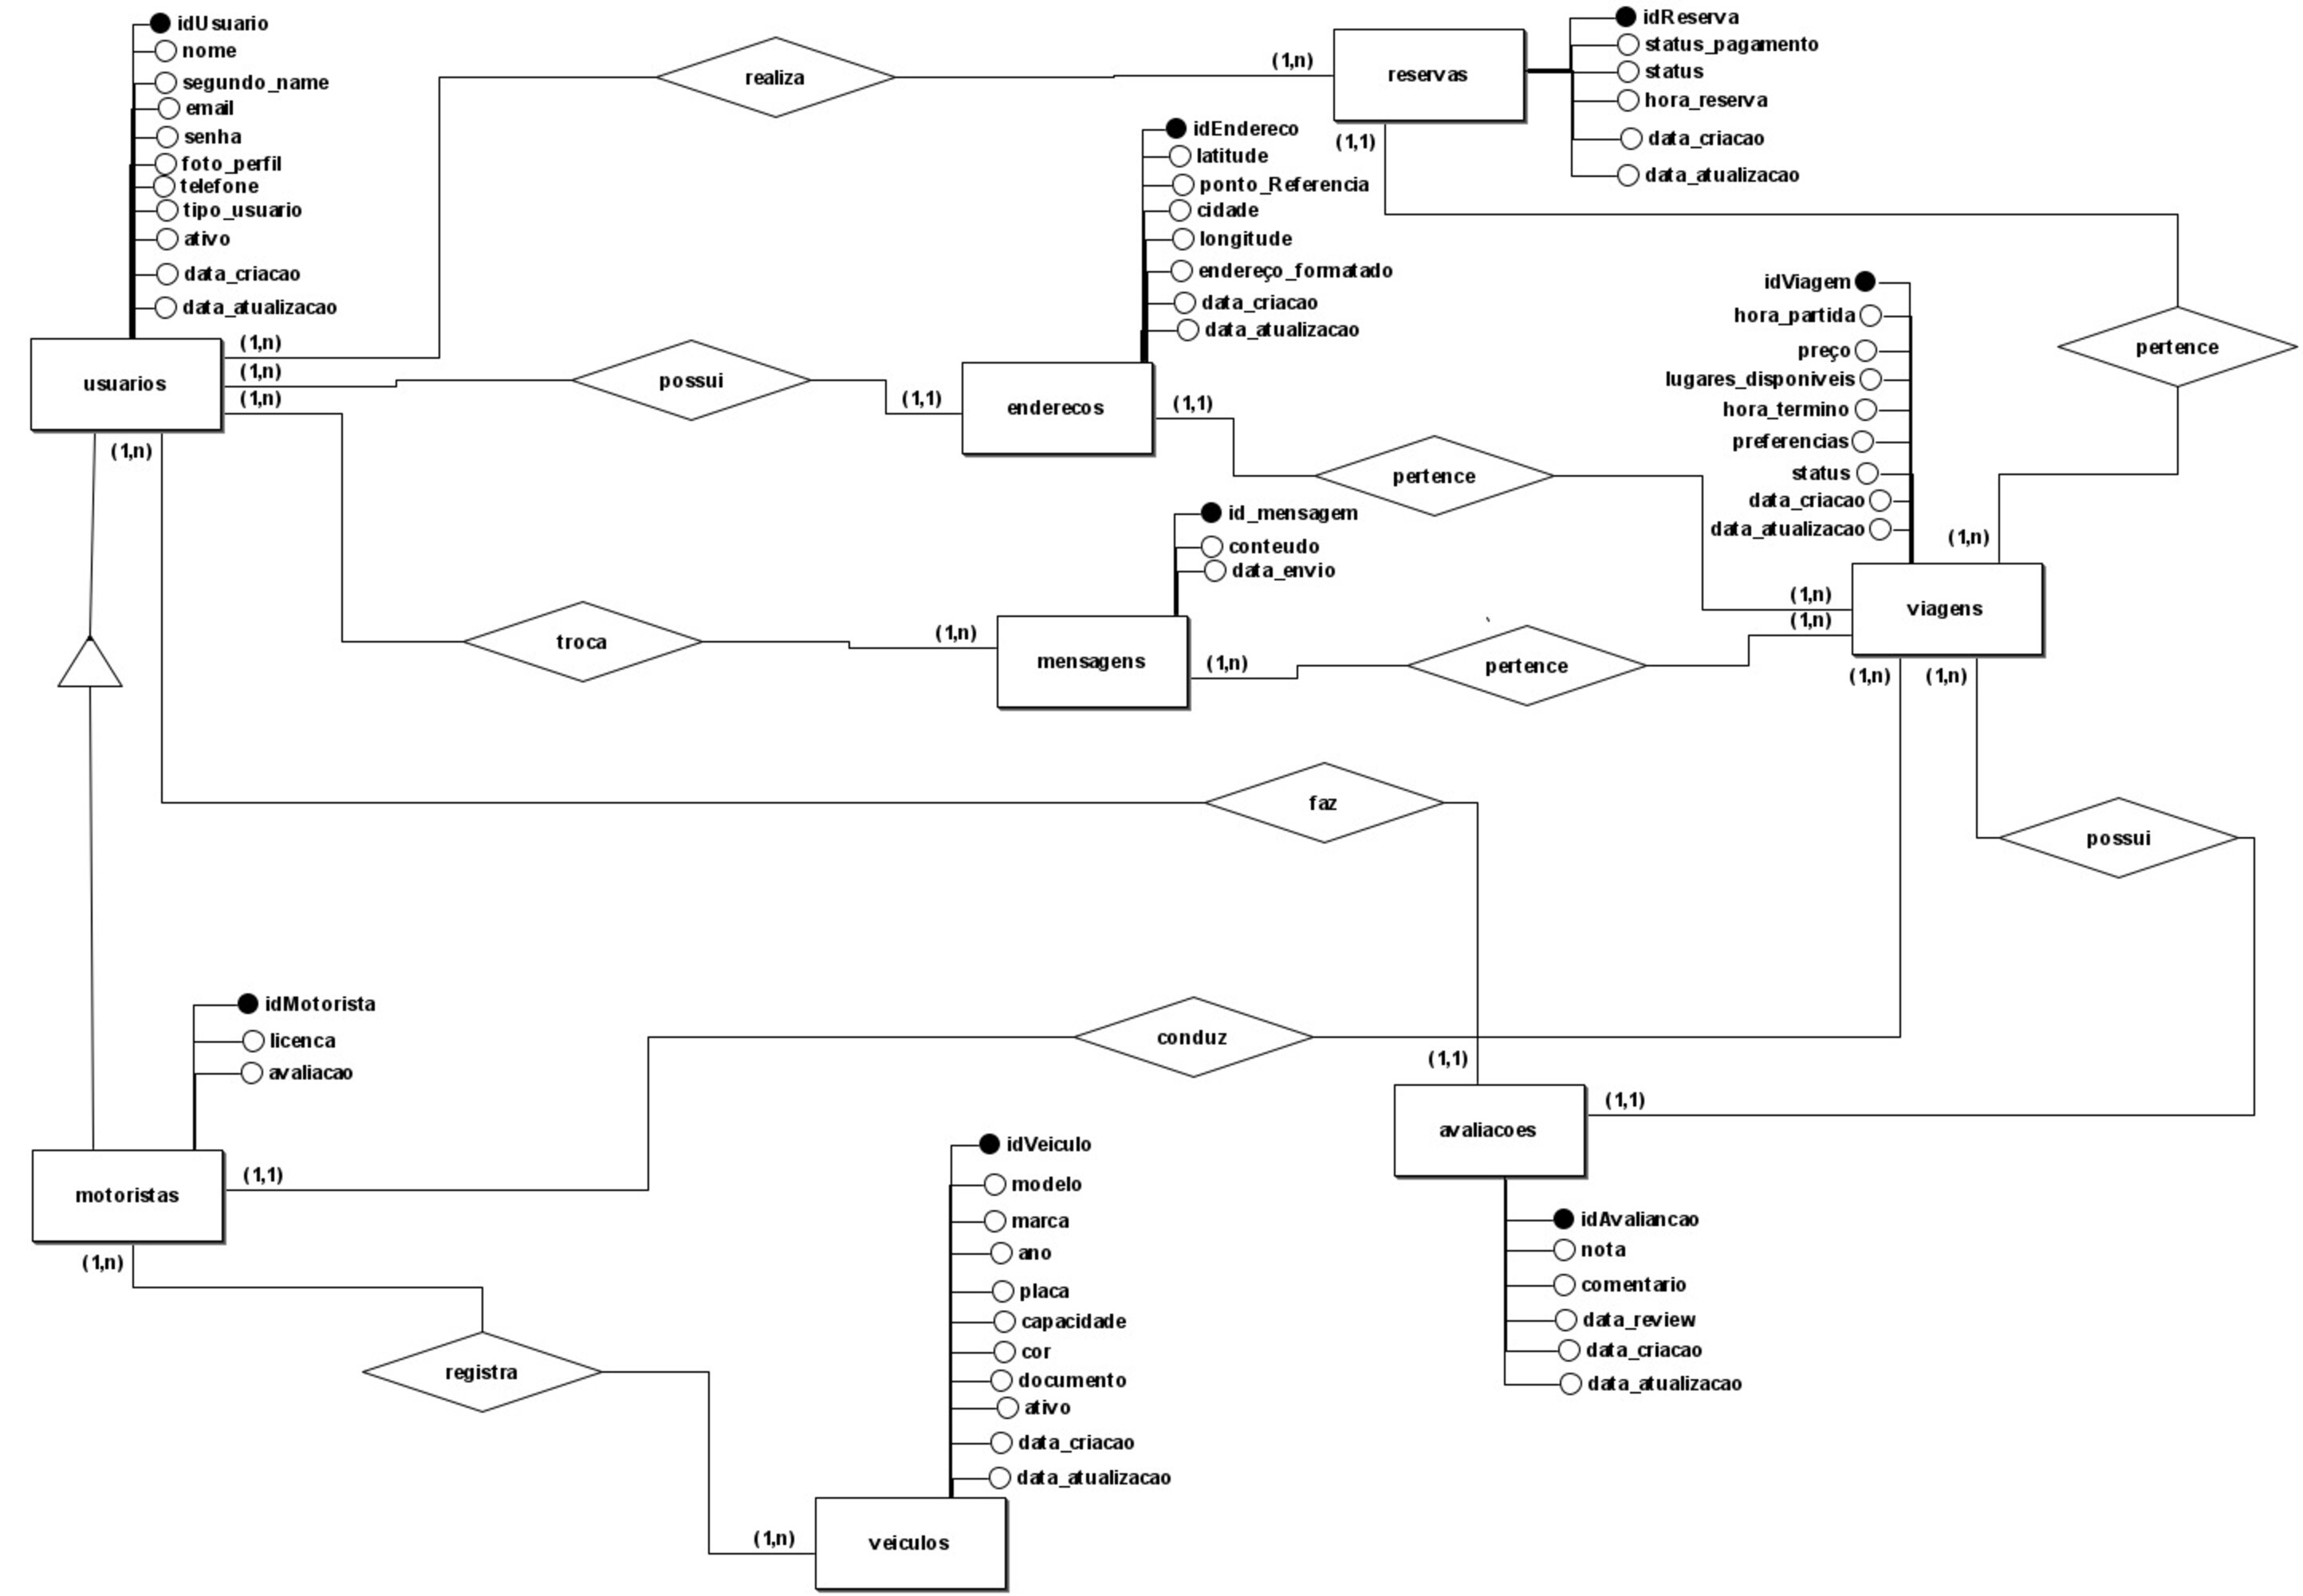 idUsuario
nome
segundo_name
email
senha
foto_perfil
telefone
tipo_usuario
ativo
data_criacao
data_atualizacao
usuarios
(1,n)
(1,n)
(1,n)
(1,n)
realiza
(1,n)
reservas
(1,1)
idReserva
status_pagamento
status
hora_reserva
data_criacao
data_atualizacao
possui
(1,1)
idEndereco
latitude
ponto_Referencia
cidade
longitude
endereço_formatado
data_criacao
data_atualizacao
enderecos
(1,1)
pertence
pertence
idViagem
hora_partida
preço
lugares_disponiveis
hora_termino
preferencias
status
data_criacao
data_atualizacao
(1,n)
viagens
(1,n)
(1,n)
(1,n)
(1,n)
troca
(1,n)
id_mensagem
conteudo
data_envio
mensagens
(1,n)
pertence
faz
possui
idMotorista
licenca
avaliacao
motoristas
(1,1)
(1,n)
conduz
(1,1)
avaliacoes
(1,1)
idAvaliancao
nota
comentario
data_review
data_criacao
data_atualizacao
registra
idVeiculo
modelo
marca
ano
placa
capacidade
cor
documento
ativo
data_criacao
data_atualizacao
(1,n)
veiculos